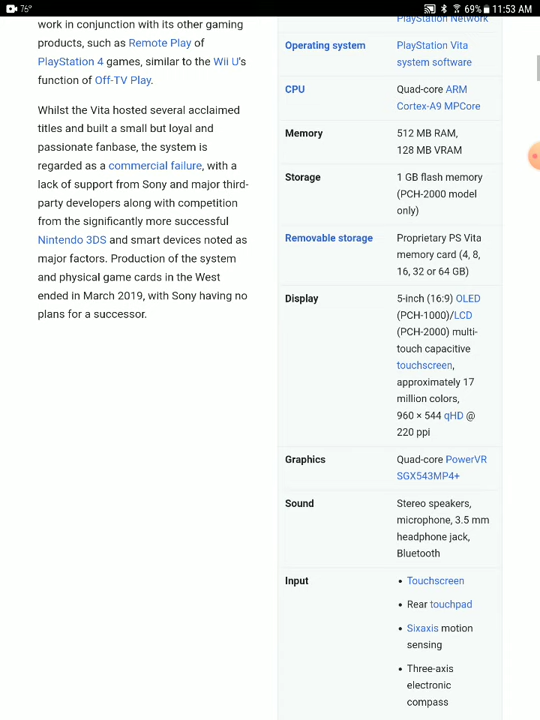 76°
69% 11:53 AM
work in conjunction with its other gaming
products, such as Remote Play of
PlayStation 4 games, similar to the Wii U's
function of Off-TV Play.
Whilst the Vita hosted several acclaimed
titles and built a small but loyal and
passionate fanbase, the system is
regarded as a commercial failure, with a
lack of support from Sony and major third-
party developers along with competition
from the significantly more successful
Nintendo 3DS and smart devices noted as
major factors. Production of the system
and physical game cards in the West
ended in March 2019, with Sony having no
plans for a successor.
PlayStation Network
Operating system
PlayStation Vita
system software
CPU
Quad-core ARM
Cortex-A9 MPCore
Memory
512 MB RAM,
128 MB VRAM
Storage
1 GB flash memory
(PCH-2000 model
only)
Removable storage
Proprietary PS Vita
memory card (4, 8,
16, 32 or 64 GB)
Display
5-inch (16:9) OLED
(PCH-1000)/LCD
(PCH-2000) multi-
touch capacitive
touchscreen,
approximately 17
million colors,
960 × 544 qHD @
220 ppi
Graphics
Quad-core PowerVR
SGX543MP4+
Sound
Stereo speakers,
microphone, 3.5 mm
headphone jack,
Bluetooth
Input
• Touchscreen
• Rear touchpad
• Sixaxis motion
sensing
• Three-axis
electronic
compass